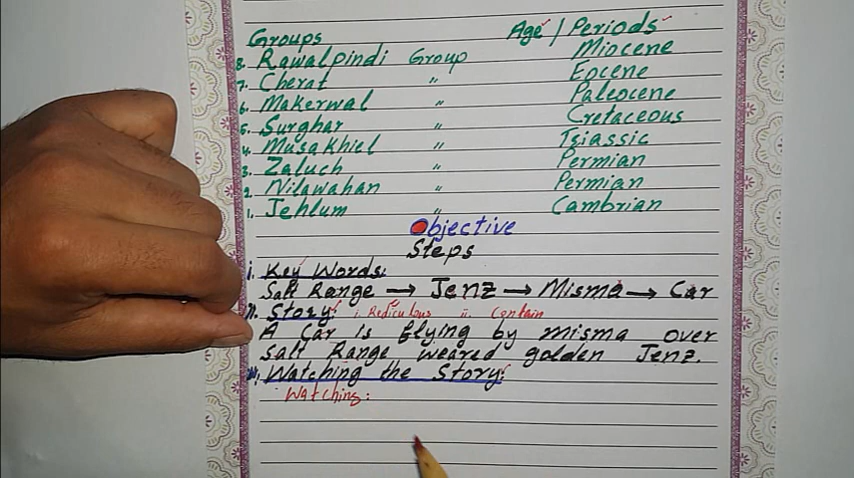 Groups Age / Periods
8. Rawalpindi Group Miocene
7. Cherat " Eocene
6. Makerwal " Paleocene
5. Surghar " Cretaceous
4. Musakhiel " Triassic
3. Zaluch " Permian
2. Nilawahan " Permian
1. Jehlum " Cambrian
Objective
Steps
i. Key Words:
Salt Range → Jenz → Misma → Car
ii. Story: i. Rediculous ii. Contain
A Car is flying by misma over
Salt Range weared golden Jenz.
iii. Watching the Story:
Watching: